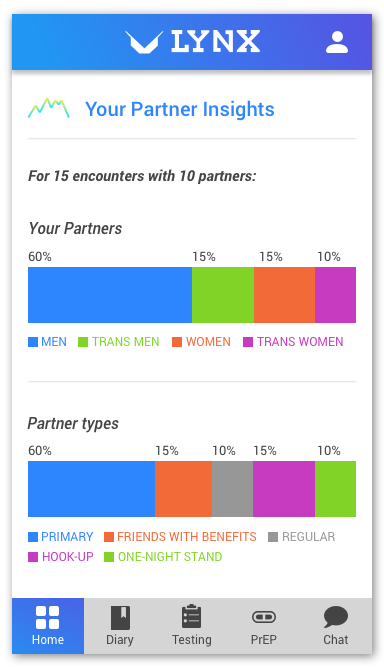 LYNX
Your Partner Insights
For 15 encounters with 10 partners:
Your Partners
60% 15% 15% 10%
MEN TRANS MEN WOMEN TRANS WOMEN
Partner types
60% 15% 10% 15% 10%
PRIMARY FRIENDS WITH BENEFITS REGULAR
HOOK-UP ONE-NIGHT STAND
Home Diary Testing PrEP Chat